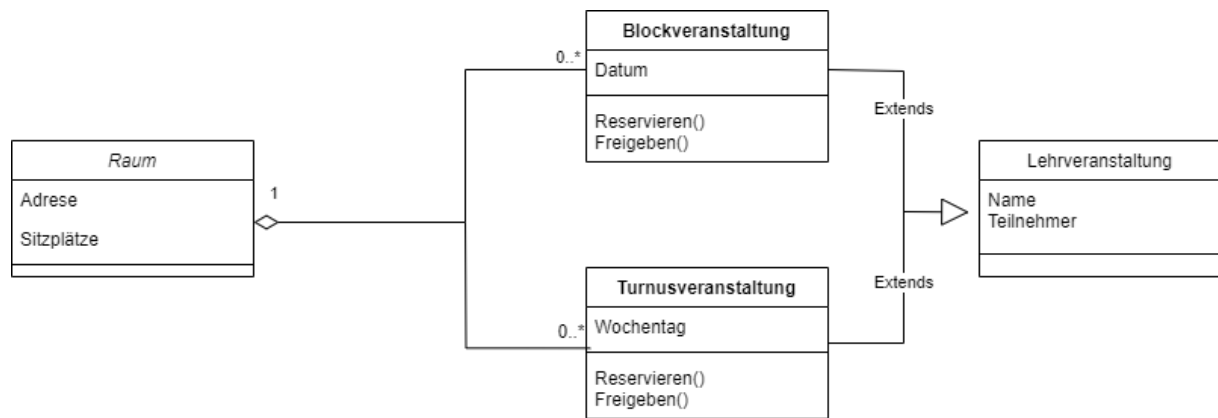 Raum
Adrese
Sitzplätze
1
0..*
0..*
Blockveranstaltung
Datum
Reservieren()
Freigeben()
Turnusveranstaltung
Wochentag
Reservieren()
Freigeben()
Extends
Extends
Lehrveranstaltung
Name
Teilnehmer